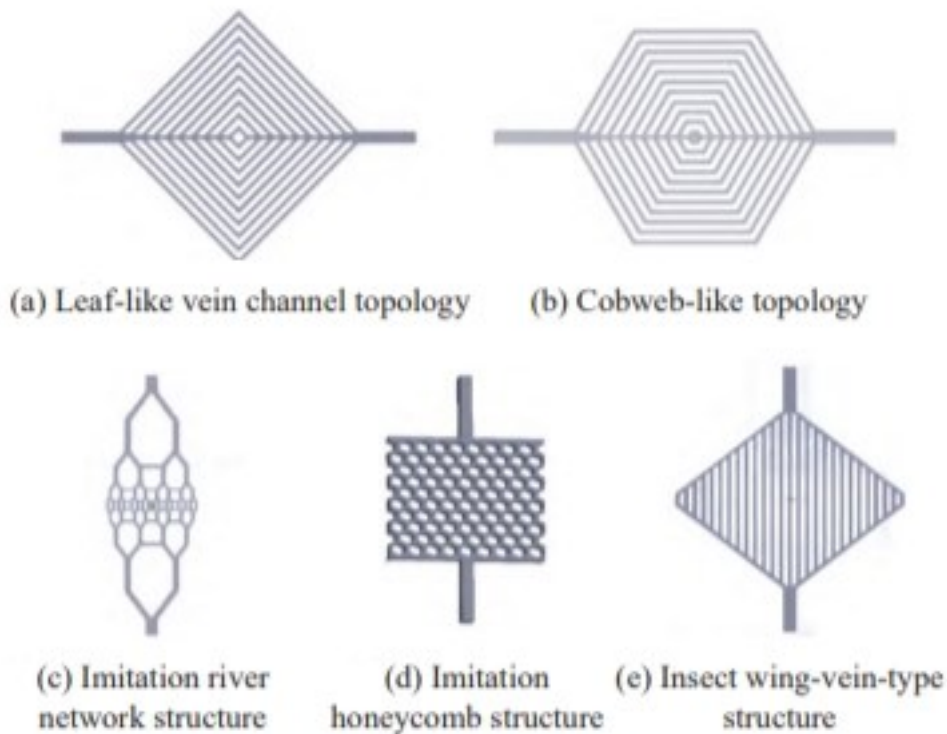 (a) Leaf-like vein channel topology
(b) Cobweb-like topology
(c) Imitation river
network structure
(d) Imitation
honeycomb structure
(e) Insect wing-vein-type
structure